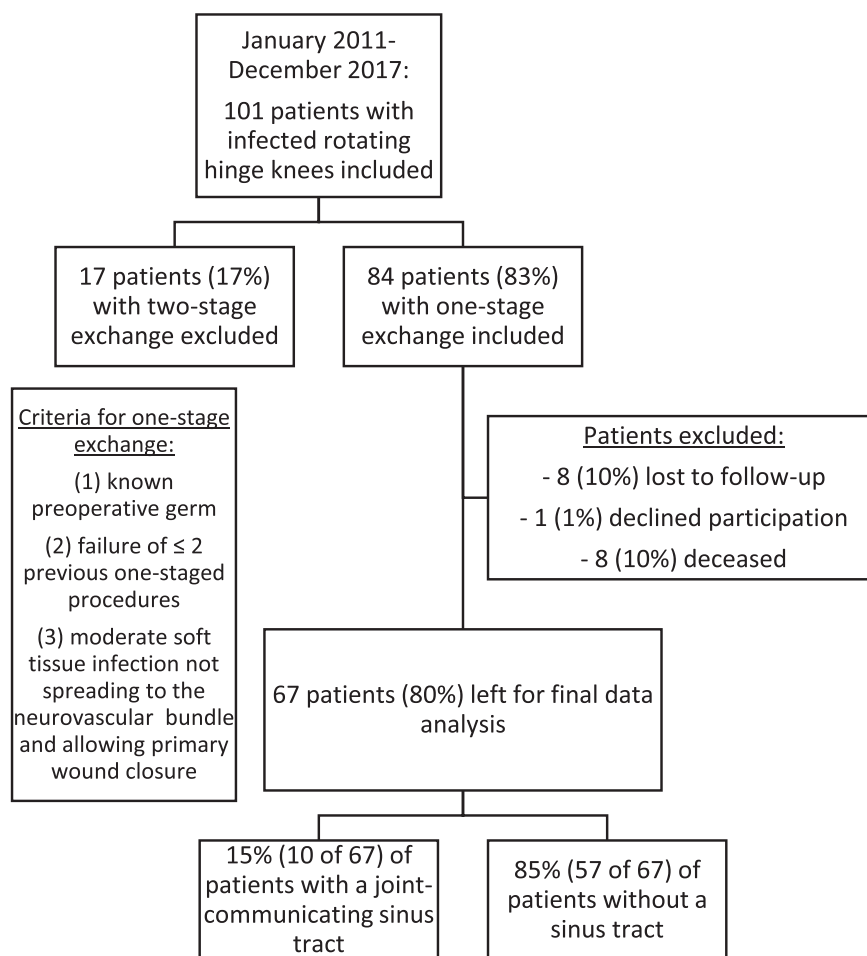 January 2011-
December 2017:
101 patients with
infected rotating
hinge knees included
17 patients (17%)
with two-stage
exchange excluded
84 patients (83%)
with one-stage
exchange included
Criteria for one-stage
exchange:
(1) known
preoperative germ
(2) failure of ≤ 2
previous one-staged
procedures
(3) moderate soft
tissue infection not
spreading to the
neurovascular bundle
and allowing primary
wound closure
Patients excluded:
- 8 (10%) lost to follow-up
- 1 (1%) declined participation
- 8 (10%) deceased
67 patients (80%) left for final data
analysis
15% (10 of 67) of
patients with a joint-
communicating sinus
tract
85% (57 of 67) of
patients without a
sinus tract